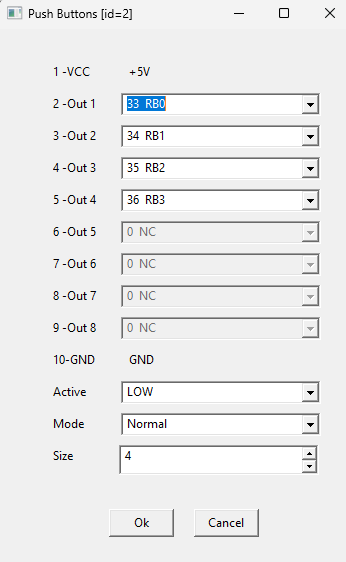 Push Buttons [id=2]
1 -VCC +5V
2 -Out 1 33 RB0
3 -Out 2 34 RB1
4 -Out 3 35 RB2
5 -Out 4 36 RB3
6 -Out 5 0 NC
7 -Out 6 0 NC
8 -Out 7 0 NC
9 -Out 8 0 NC
10-GND GND
Active LOW
Mode Normal
Size 4
Ok Cancel